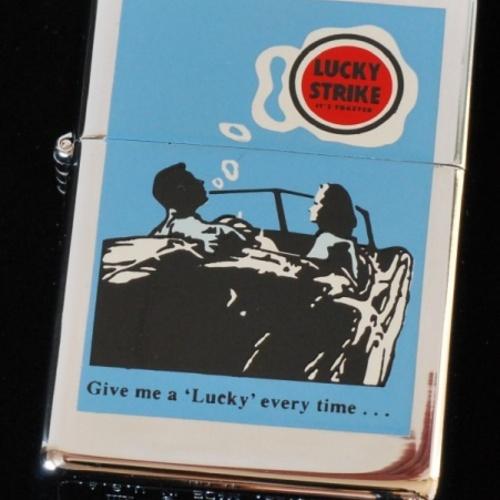 LUCKY
STRIKE
IT'S TOASTED
Give me a 'Lucky' every time . . .